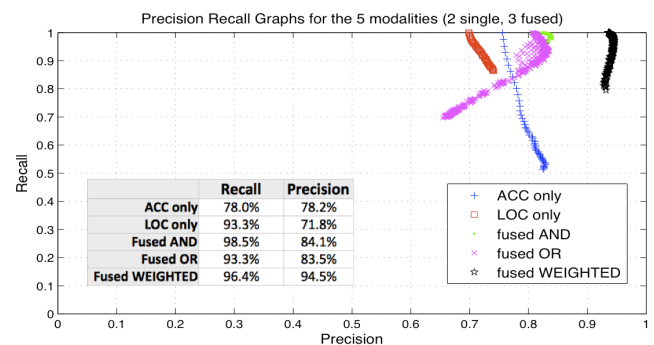 Precision Recall Graphs for the 5 modalities (2 single, 3 fused)
1
0.9
0.8
0.7
0.6
0.5
0.4
0.3
0.2
0.1
0
Recall
Recall Precision
ACC only 78.0% 78.2%
LOC only 93.3% 71.8%
Fused AND 98.5% 84.1%
Fused OR 93.3% 83.5%
Fused WEIGHTED 96.4% 94.5%
ACC only
LOC only
fused AND
fused OR
fused WEIGHTED
0 0.1 0.2 0.3 0.4 0.5 0.6 0.7 0.8 0.9 1
Precision